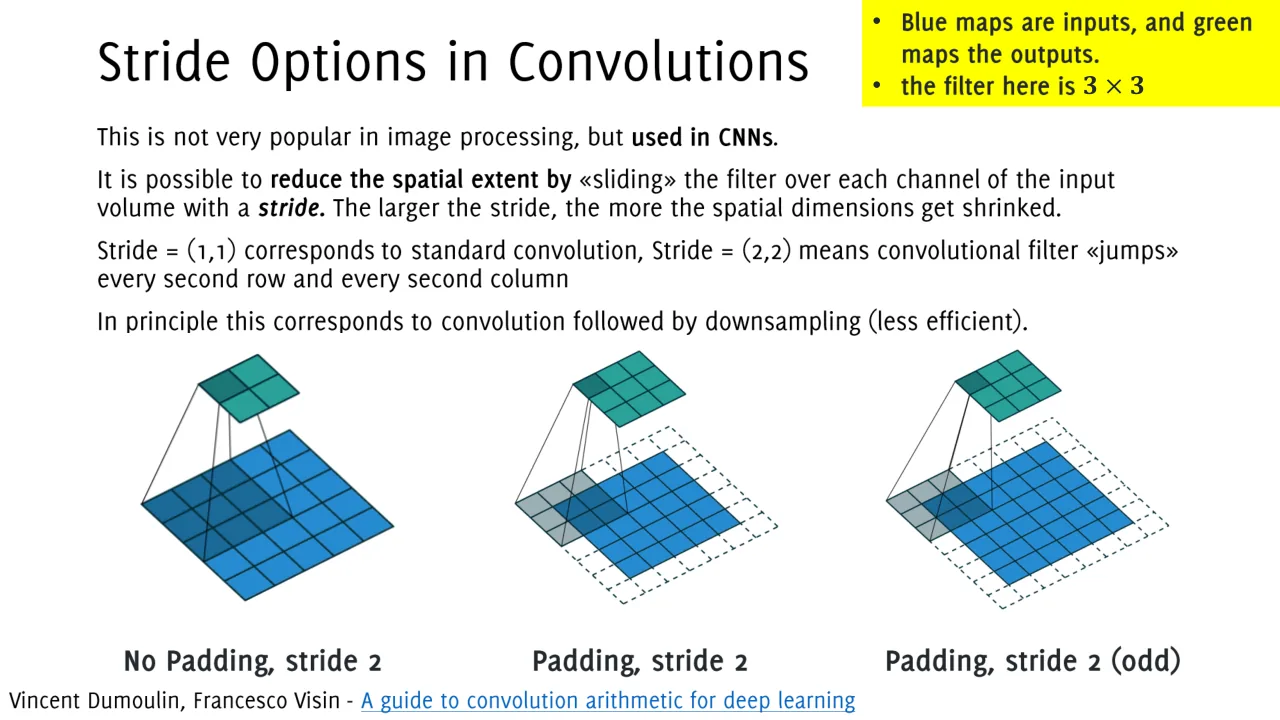 Stride Options in Convolutions
• Blue maps are inputs, and green
maps the outputs.
• the filter here is 3 × 3
This is not very popular in image processing, but used in CNNs.
It is possible to reduce the spatial extent by «sliding» the filter over each channel of the input
volume with a stride. The larger the stride, the more the spatial dimensions get shrinked.
Stride = (1,1) corresponds to standard convolution, Stride = (2,2) means convolutional filter «jumps»
every second row and every second column
In principle this corresponds to convolution followed by downsampling (less efficient).
No Padding, stride 2
Padding, stride 2
Padding, stride 2 (odd)
Vincent Dumoulin, Francesco Visin - A guide to convolution arithmetic for deep learning